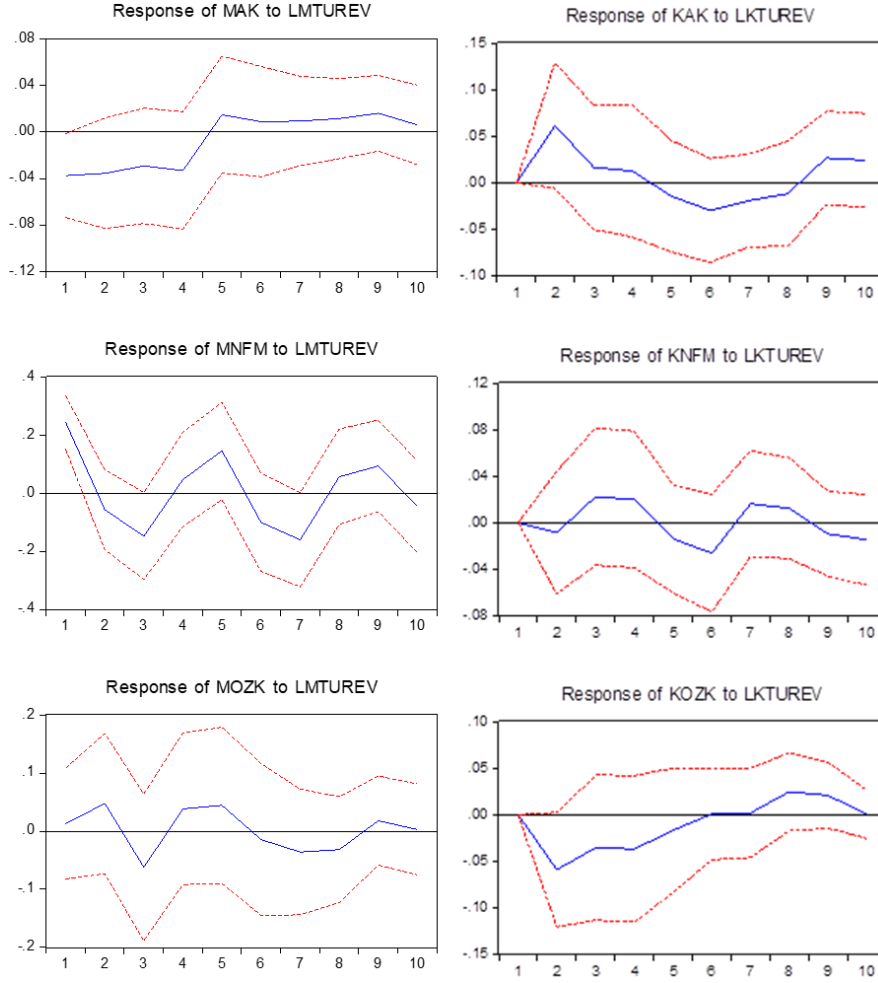 Response of MAK to LMTUREV
.08
.04
.00
-.04
-.08
-.12
1 2 3 4 5 6 7 8 9 10
Response of KAK to LKTUREV
.15
.10
.05
.00
-.05
-.10
1 2 3 4 5 6 7 8 9 10
Response of MNFM to LMTUREV
.4
.2
.0
-.2
-.4
1 2 3 4 5 6 7 8 9 10
Response of KNFM to LKTUREV
.12
.08
.04
.00
-.04
-.08
1 2 3 4 5 6 7 8 9 10
Response of MOZK to LMTUREV
.2
.1
.0
-.1
-.2
1 2 3 4 5 6 7 8 9 10
Response of KOZK to LKTUREV
.10
.05
.00
-.05
-.10
-.15
1 2 3 4 5 6 7 8 9 10